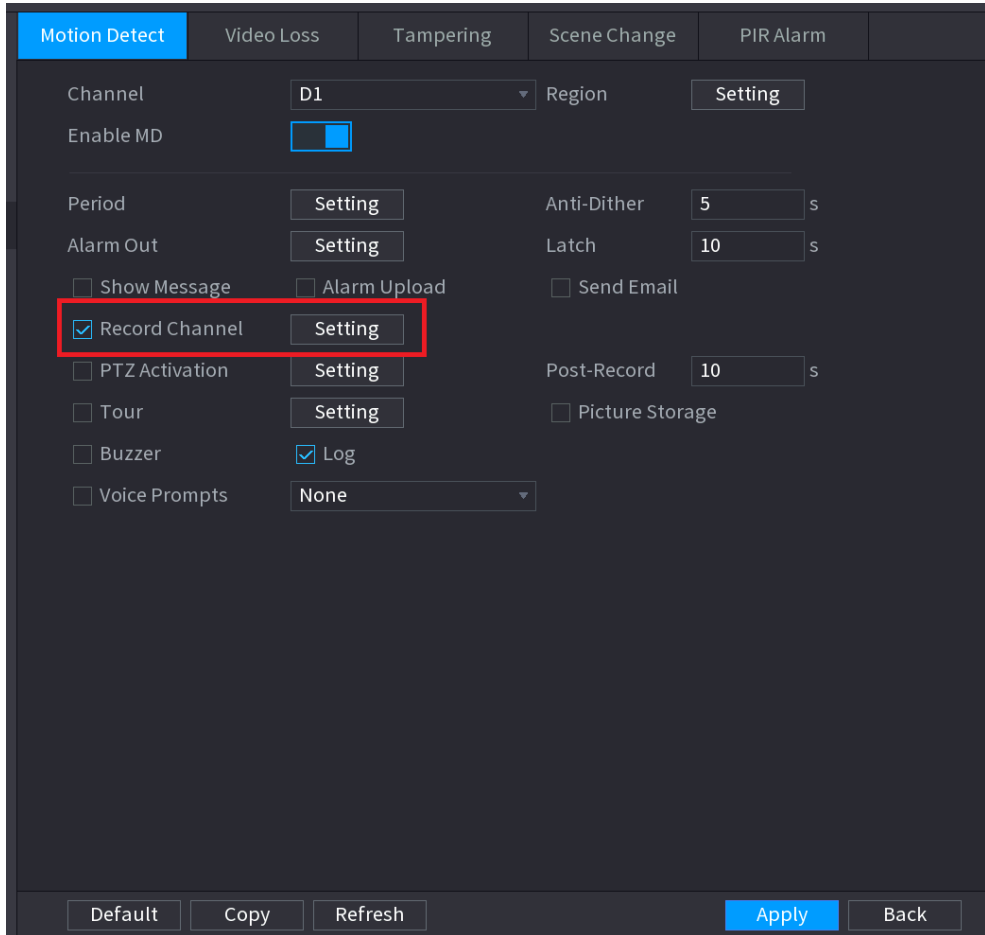 Motion Detect Video Loss Tampering Scene Change PIR Alarm
Channel D1 Region Setting
Enable MD
Period Setting Anti-Dither 5 s
Alarm Out Setting Latch 10 s
Show Message Alarm Upload Send Email
Record Channel Setting
PTZ Activation Setting Post-Record 10 s
Tour Setting Picture Storage
Buzzer Log
Voice Prompts None
Default Copy Refresh Apply Back